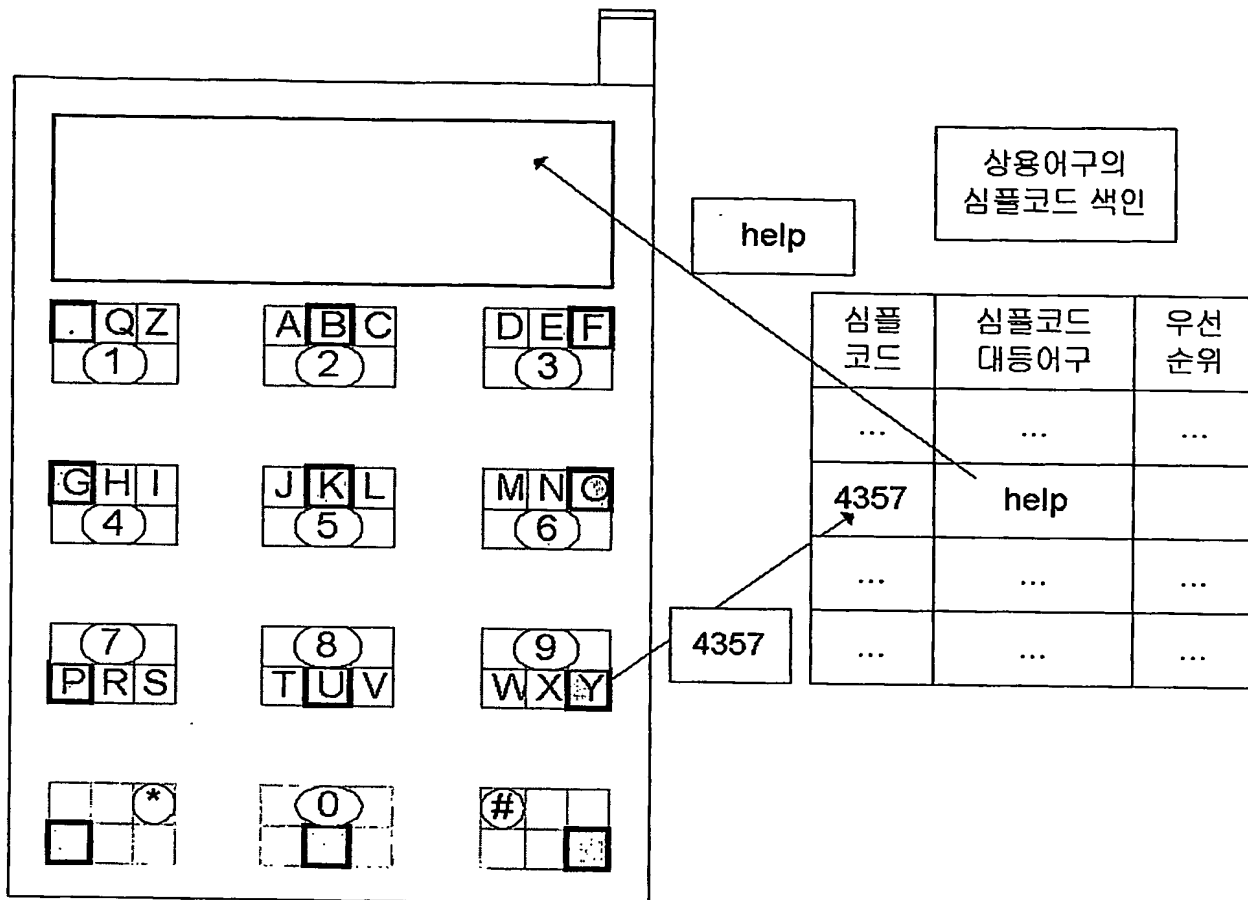 . Q Z
1
A B C
2
D E F
3
G H I
4
J K L
5
M N O
6
7
P R S
8
T U V
9
W X Y
*
0
#
help
4357
상용어구의
심플코드 색인
심플
코드
심플코드
대등어구
우선
순위
... ... ...
4357 help
... ... ...
... ... ...